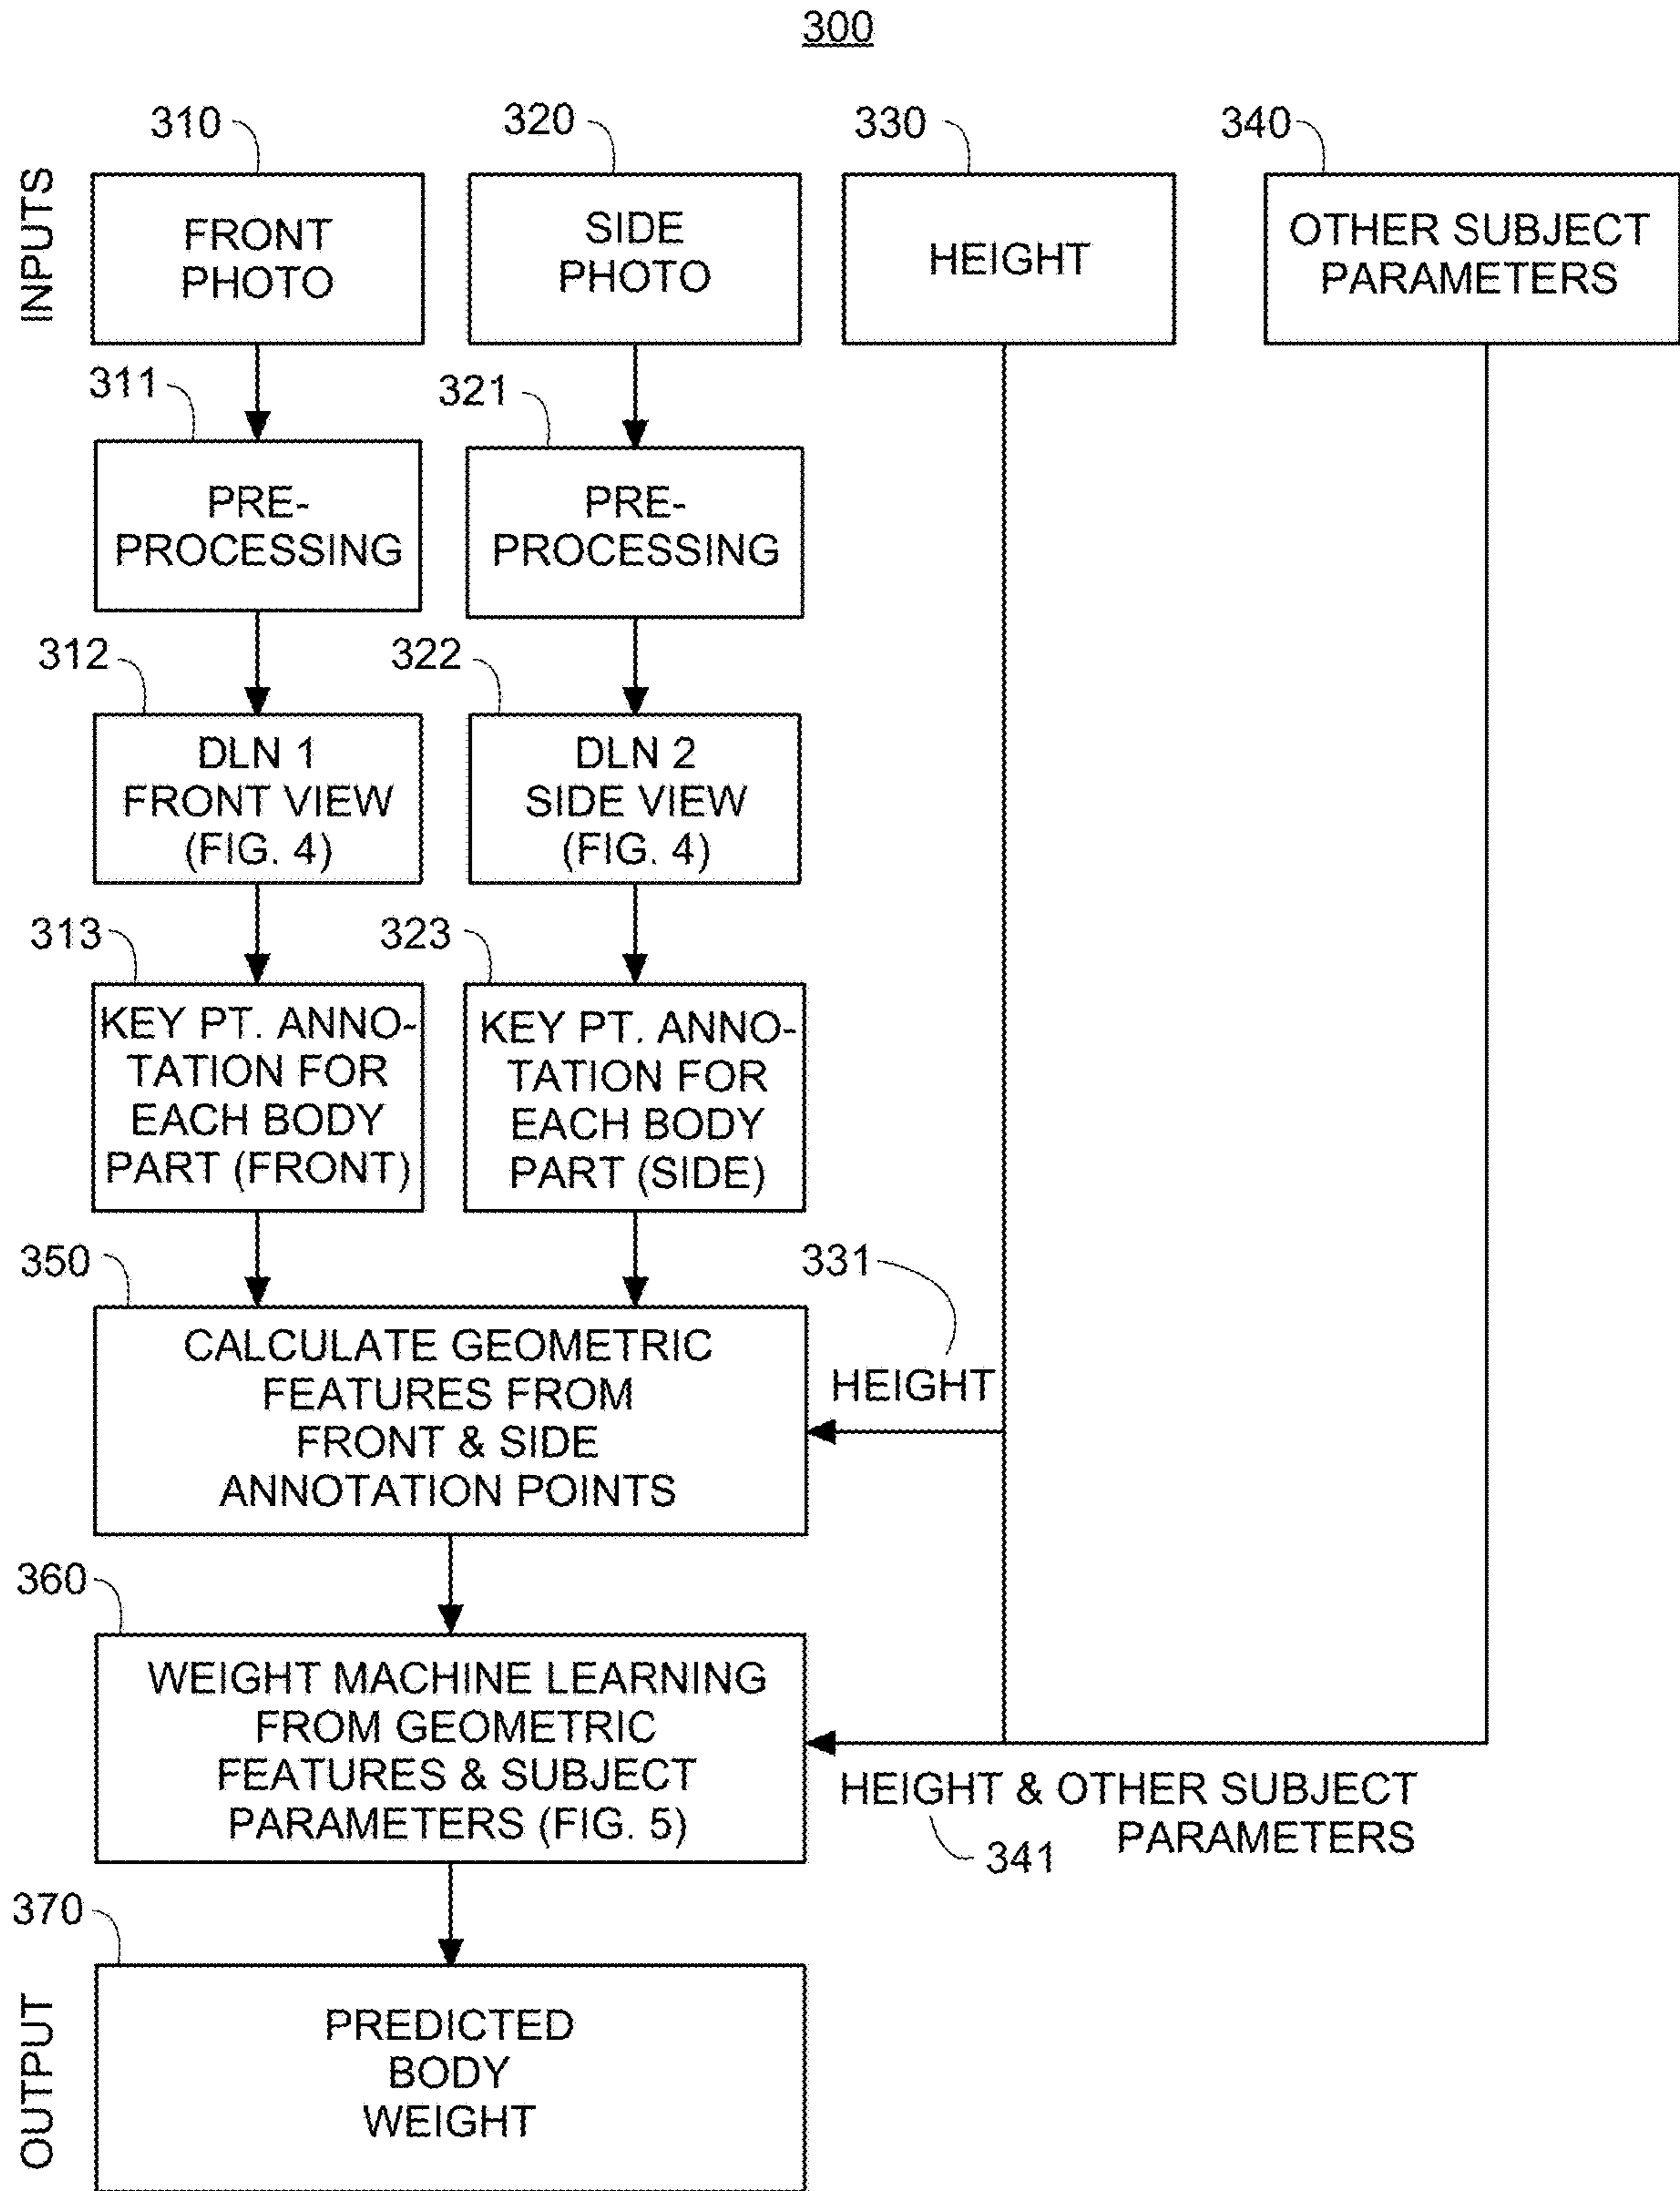 300
310
320
330
340
INPUTS
FRONT
PHOTO
SIDE
PHOTO
HEIGHT
OTHER SUBJECT
PARAMETERS
311
321
PRE-
PROCESSING
PRE-
PROCESSING
312
322
DLN 1
FRONT VIEW
(FIG. 4)
DLN 2
SIDE VIEW
(FIG. 4)
313
323
KEY PT. ANNO-
TATION FOR
EACH BODY
PART (FRONT)
KEY PT. ANNO-
TATION FOR
EACH BODY
PART (SIDE)
350
331
CALCULATE GEOMETRIC
FEATURES FROM
FRONT & SIDE
ANNOTATION POINTS
HEIGHT
360
WEIGHT MACHINE LEARNING
FROM GEOMETRIC
FEATURES & SUBJECT
PARAMETERS (FIG. 5)
HEIGHT & OTHER SUBJECT
PARAMETERS
341
370
OUTPUT
PREDICTED
BODY
WEIGHT